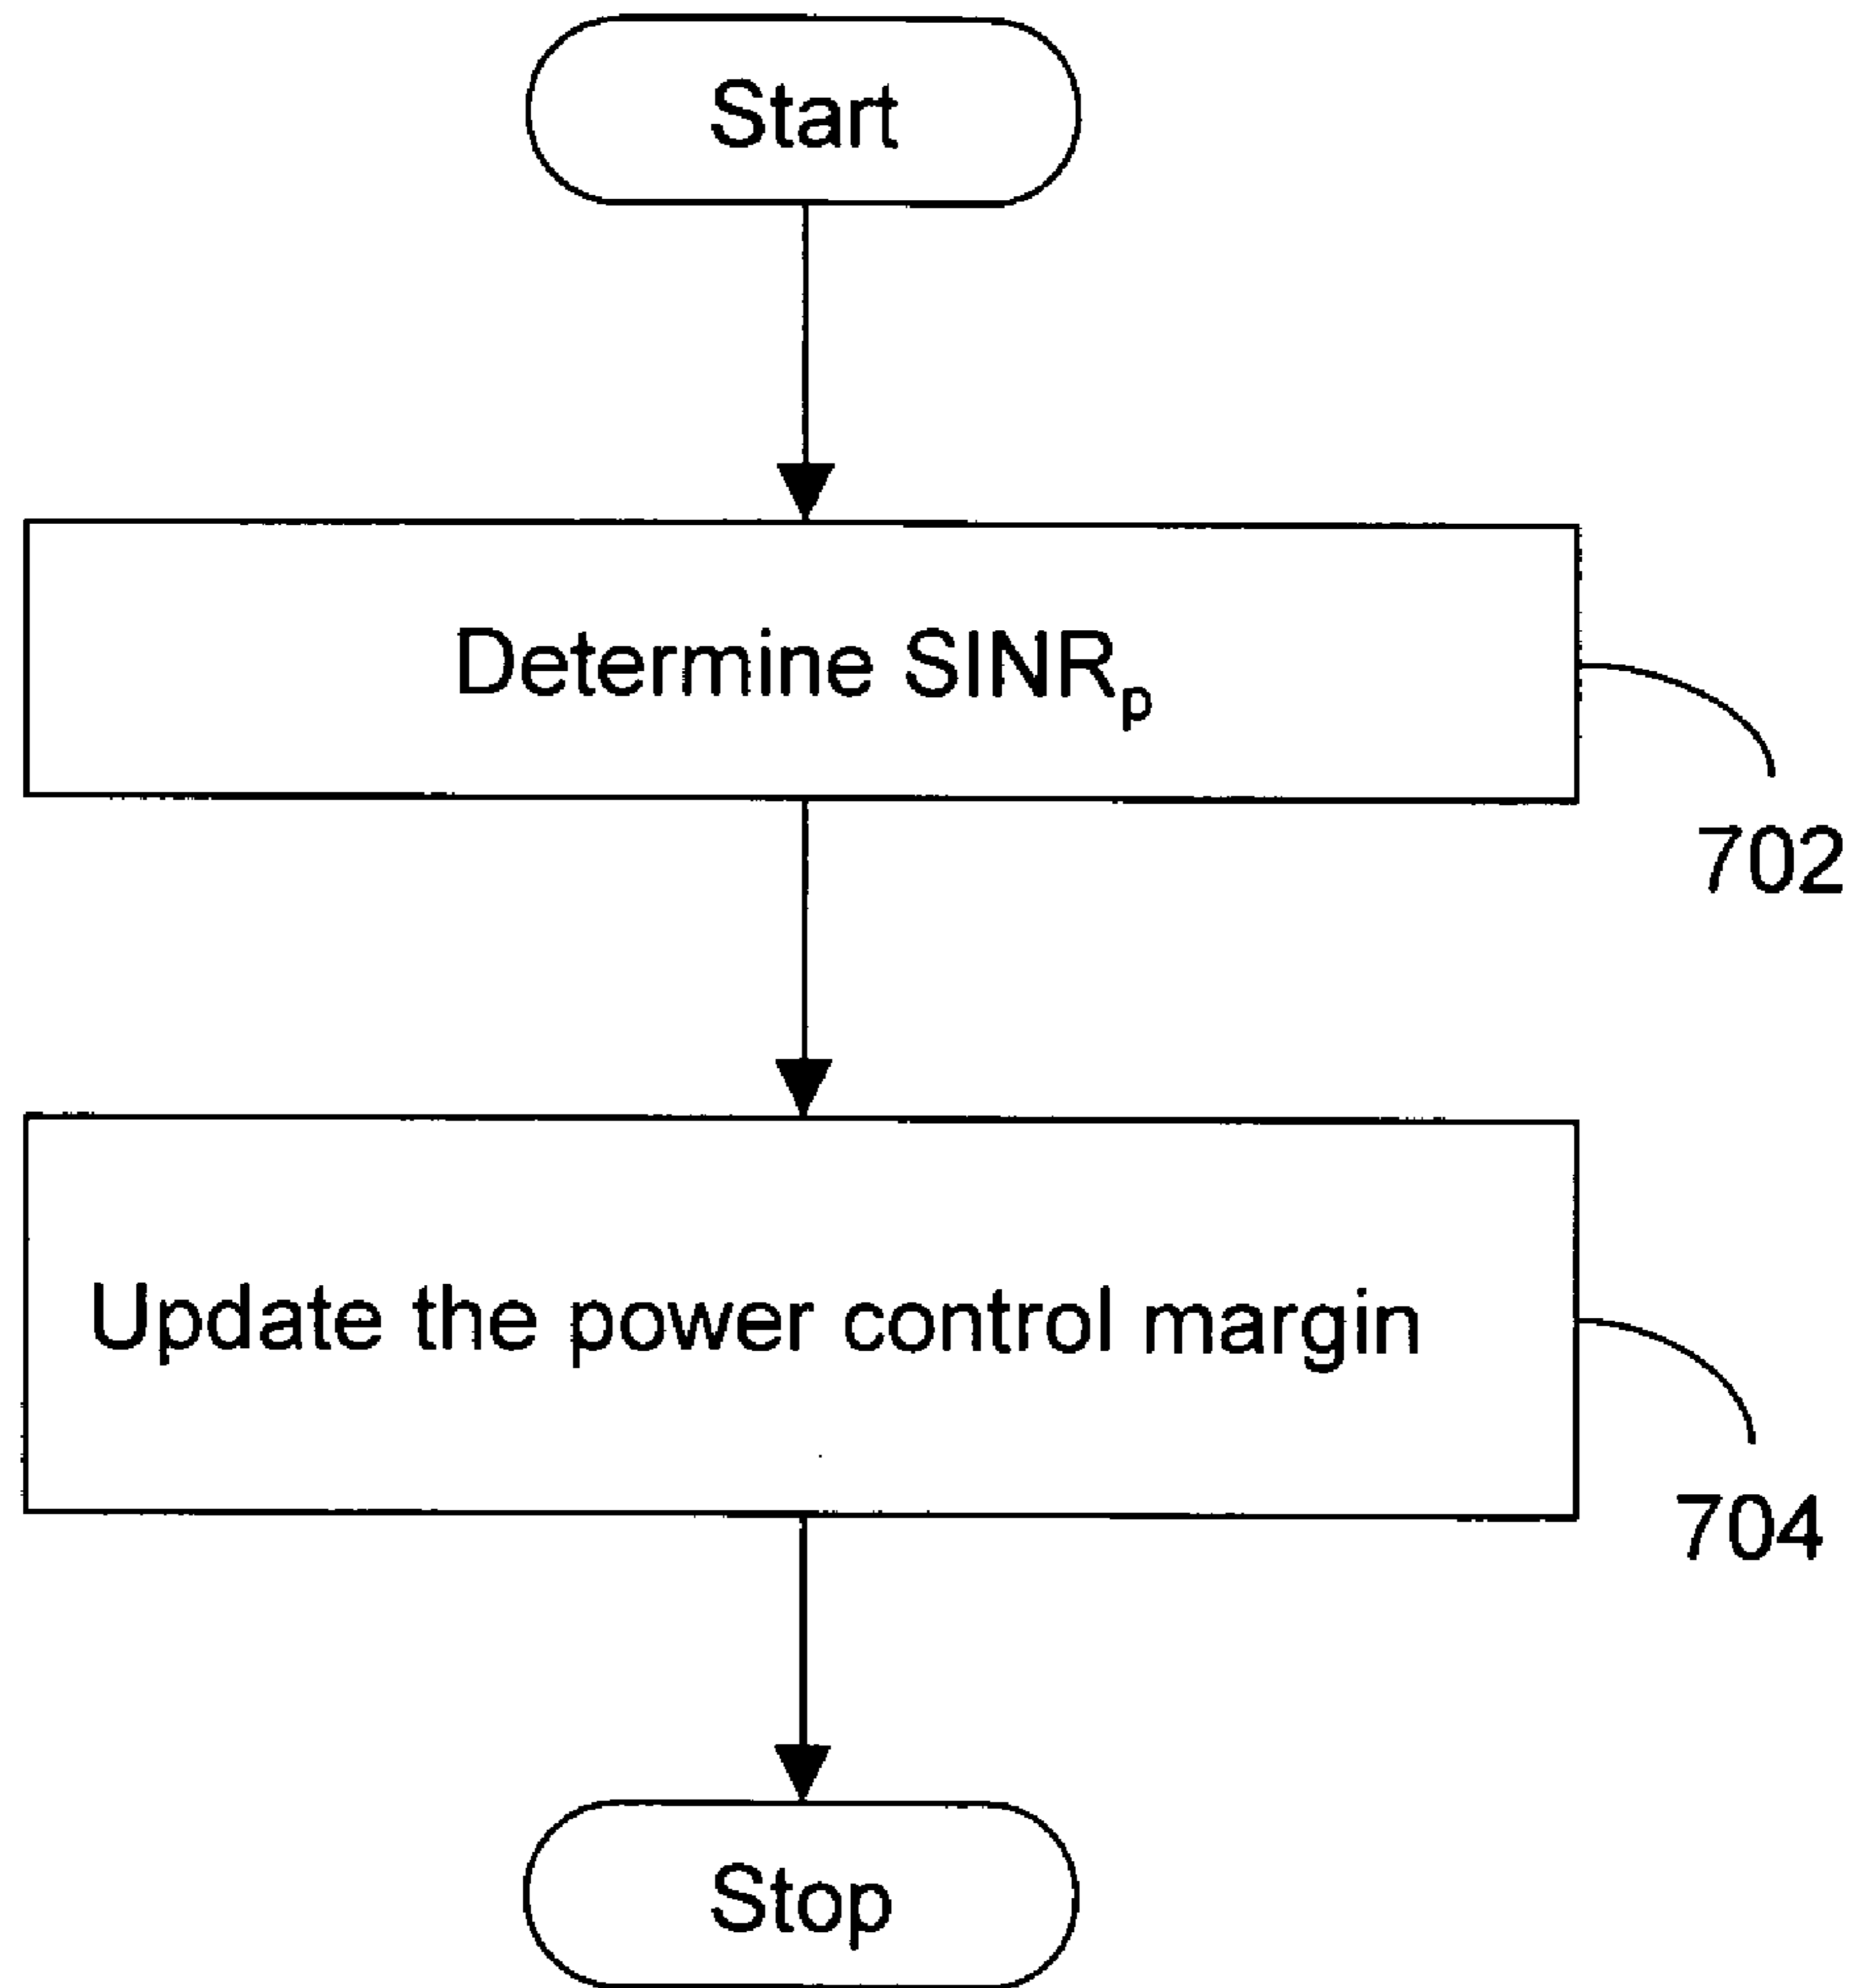 Start
Determine SINRp
702
Update the power control margin
704
Stop